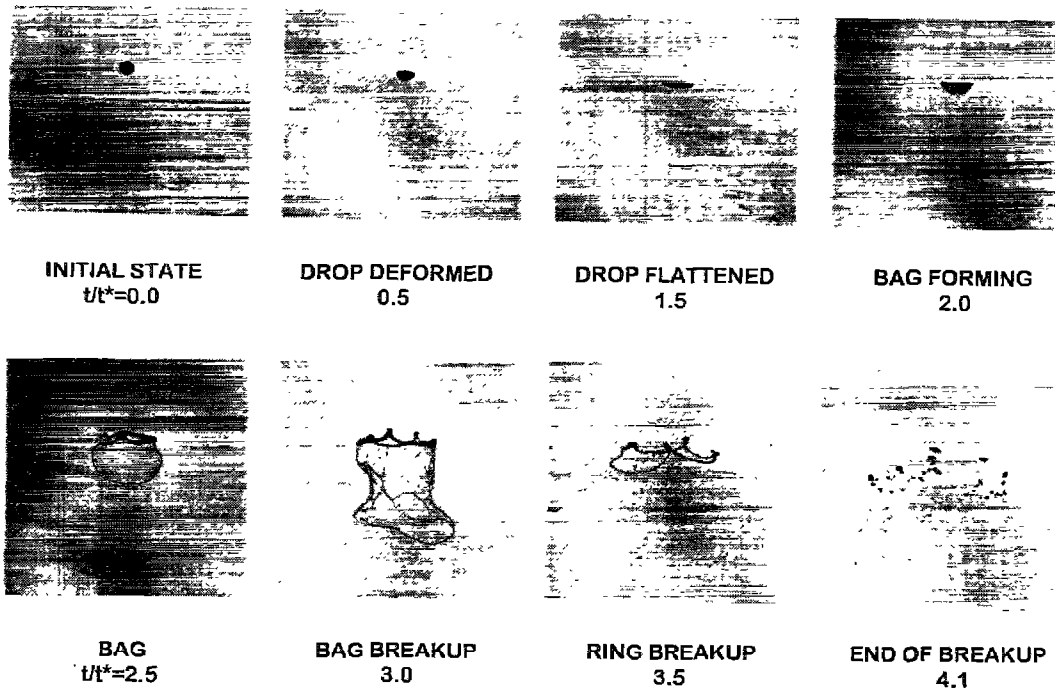 INITIAL STATE
t/t*=0.0
DROP DEFORMED
0.5
DROP FLATTENED
1.5
BAG FORMING
2.0
BAG
t/t*=2.5
BAG BREAKUP
3.0
RING BREAKUP
3.5
END OF BREAKUP
4.1